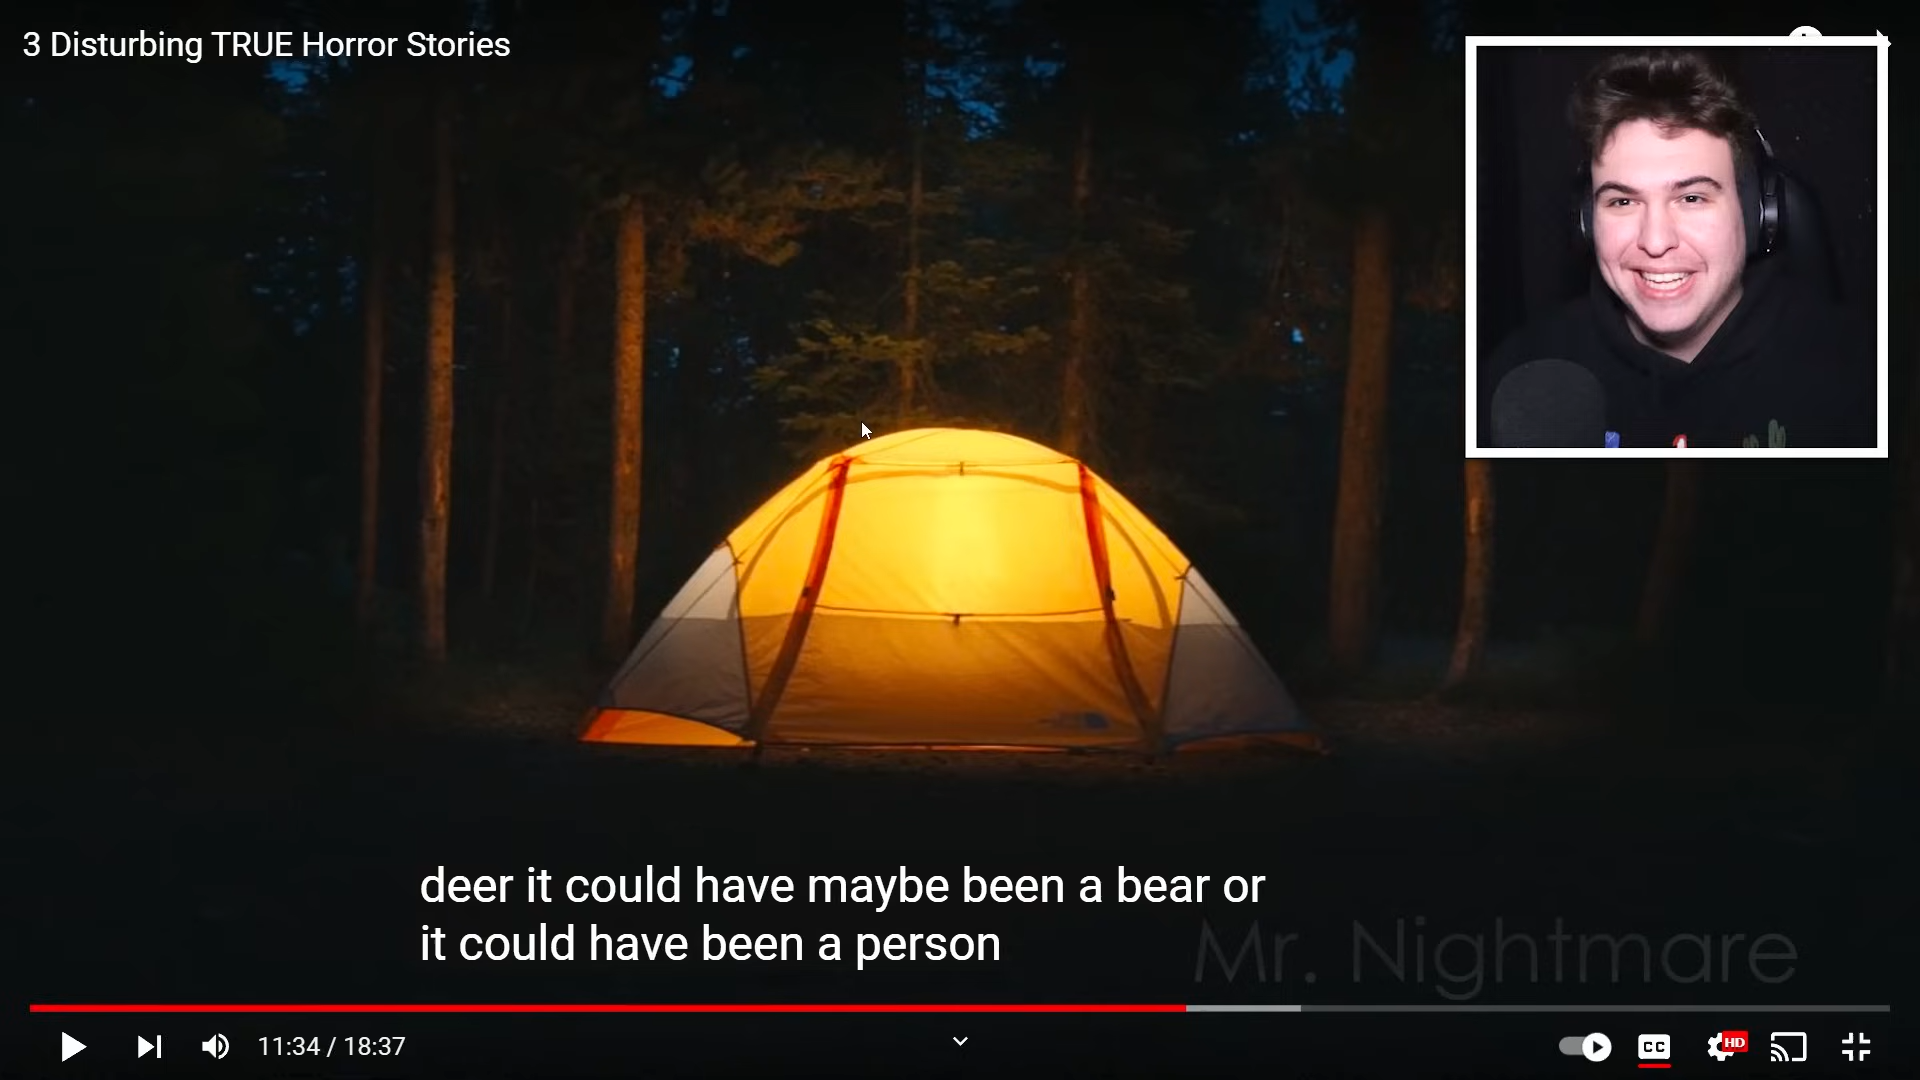 3 Disturbing TRUE Horror Stories
deer it could have maybe been a bear or
it could have been a person
Mr. Nightmare
11:34 / 18:37
CC
HD